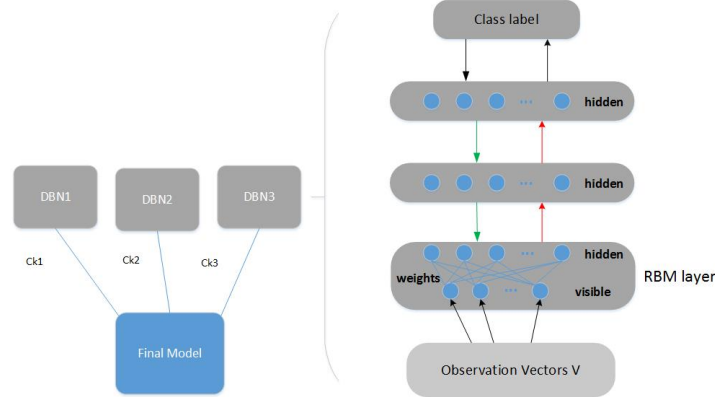 DBN1
DBN2
DBN3
Ck1
Ck2
Ck3
Final Model
Class label
... hidden
... hidden
... hidden
weights
... visible
RBM layer
Observation Vectors V